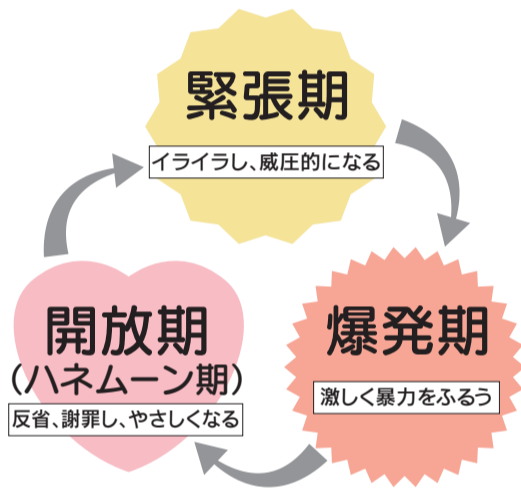 緊張期
イライラし、威圧的になる
爆発期
激しく暴力をふるう
開放期
(ハネムーン期)
反省、謝罪し、やさしくなる